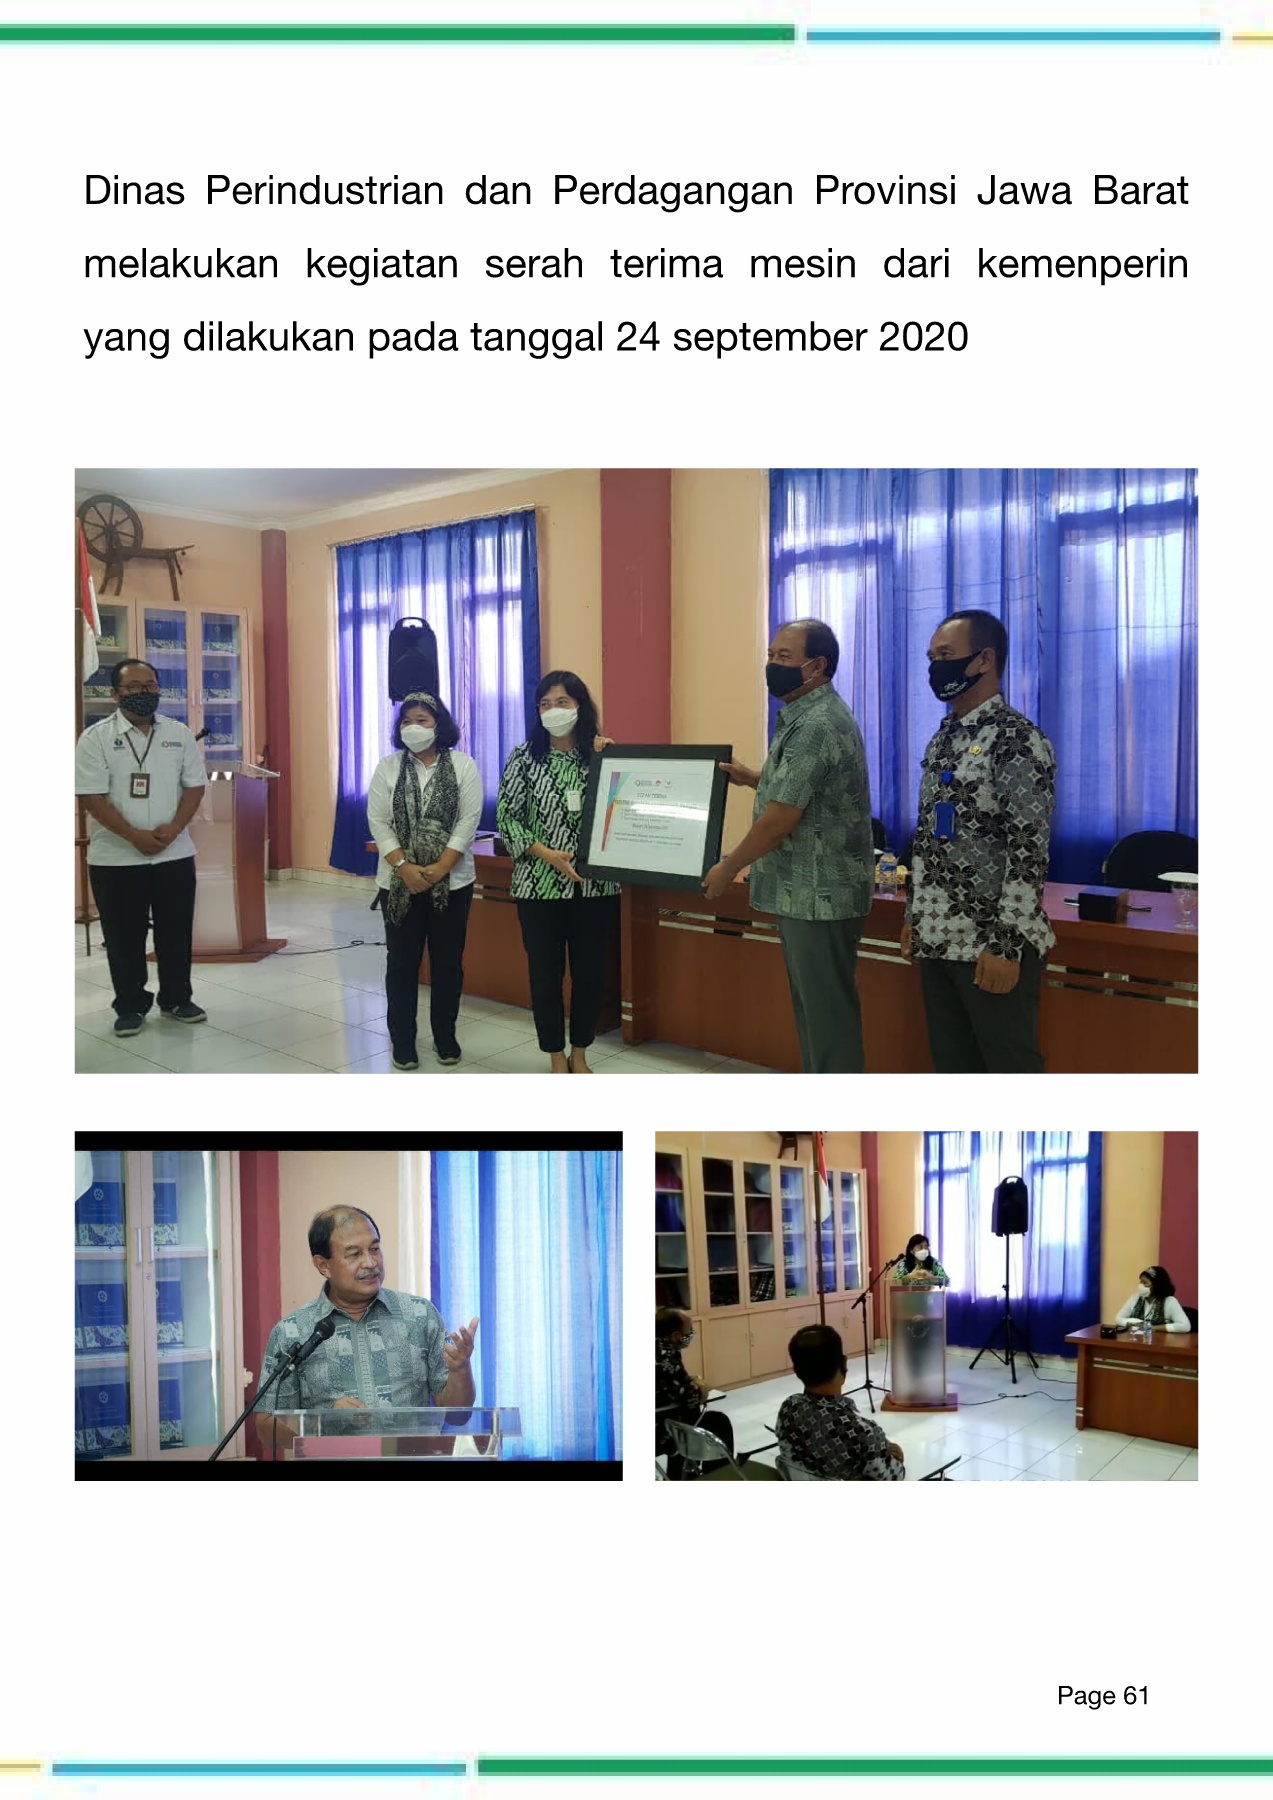 Dinas Perindustrian dan Perdagangan Provinsi Jawa Barat
melakukan kegiatan serah terima mesin dari kemenperin
yang dilakukan pada tanggal 24 september 2020
Page 61